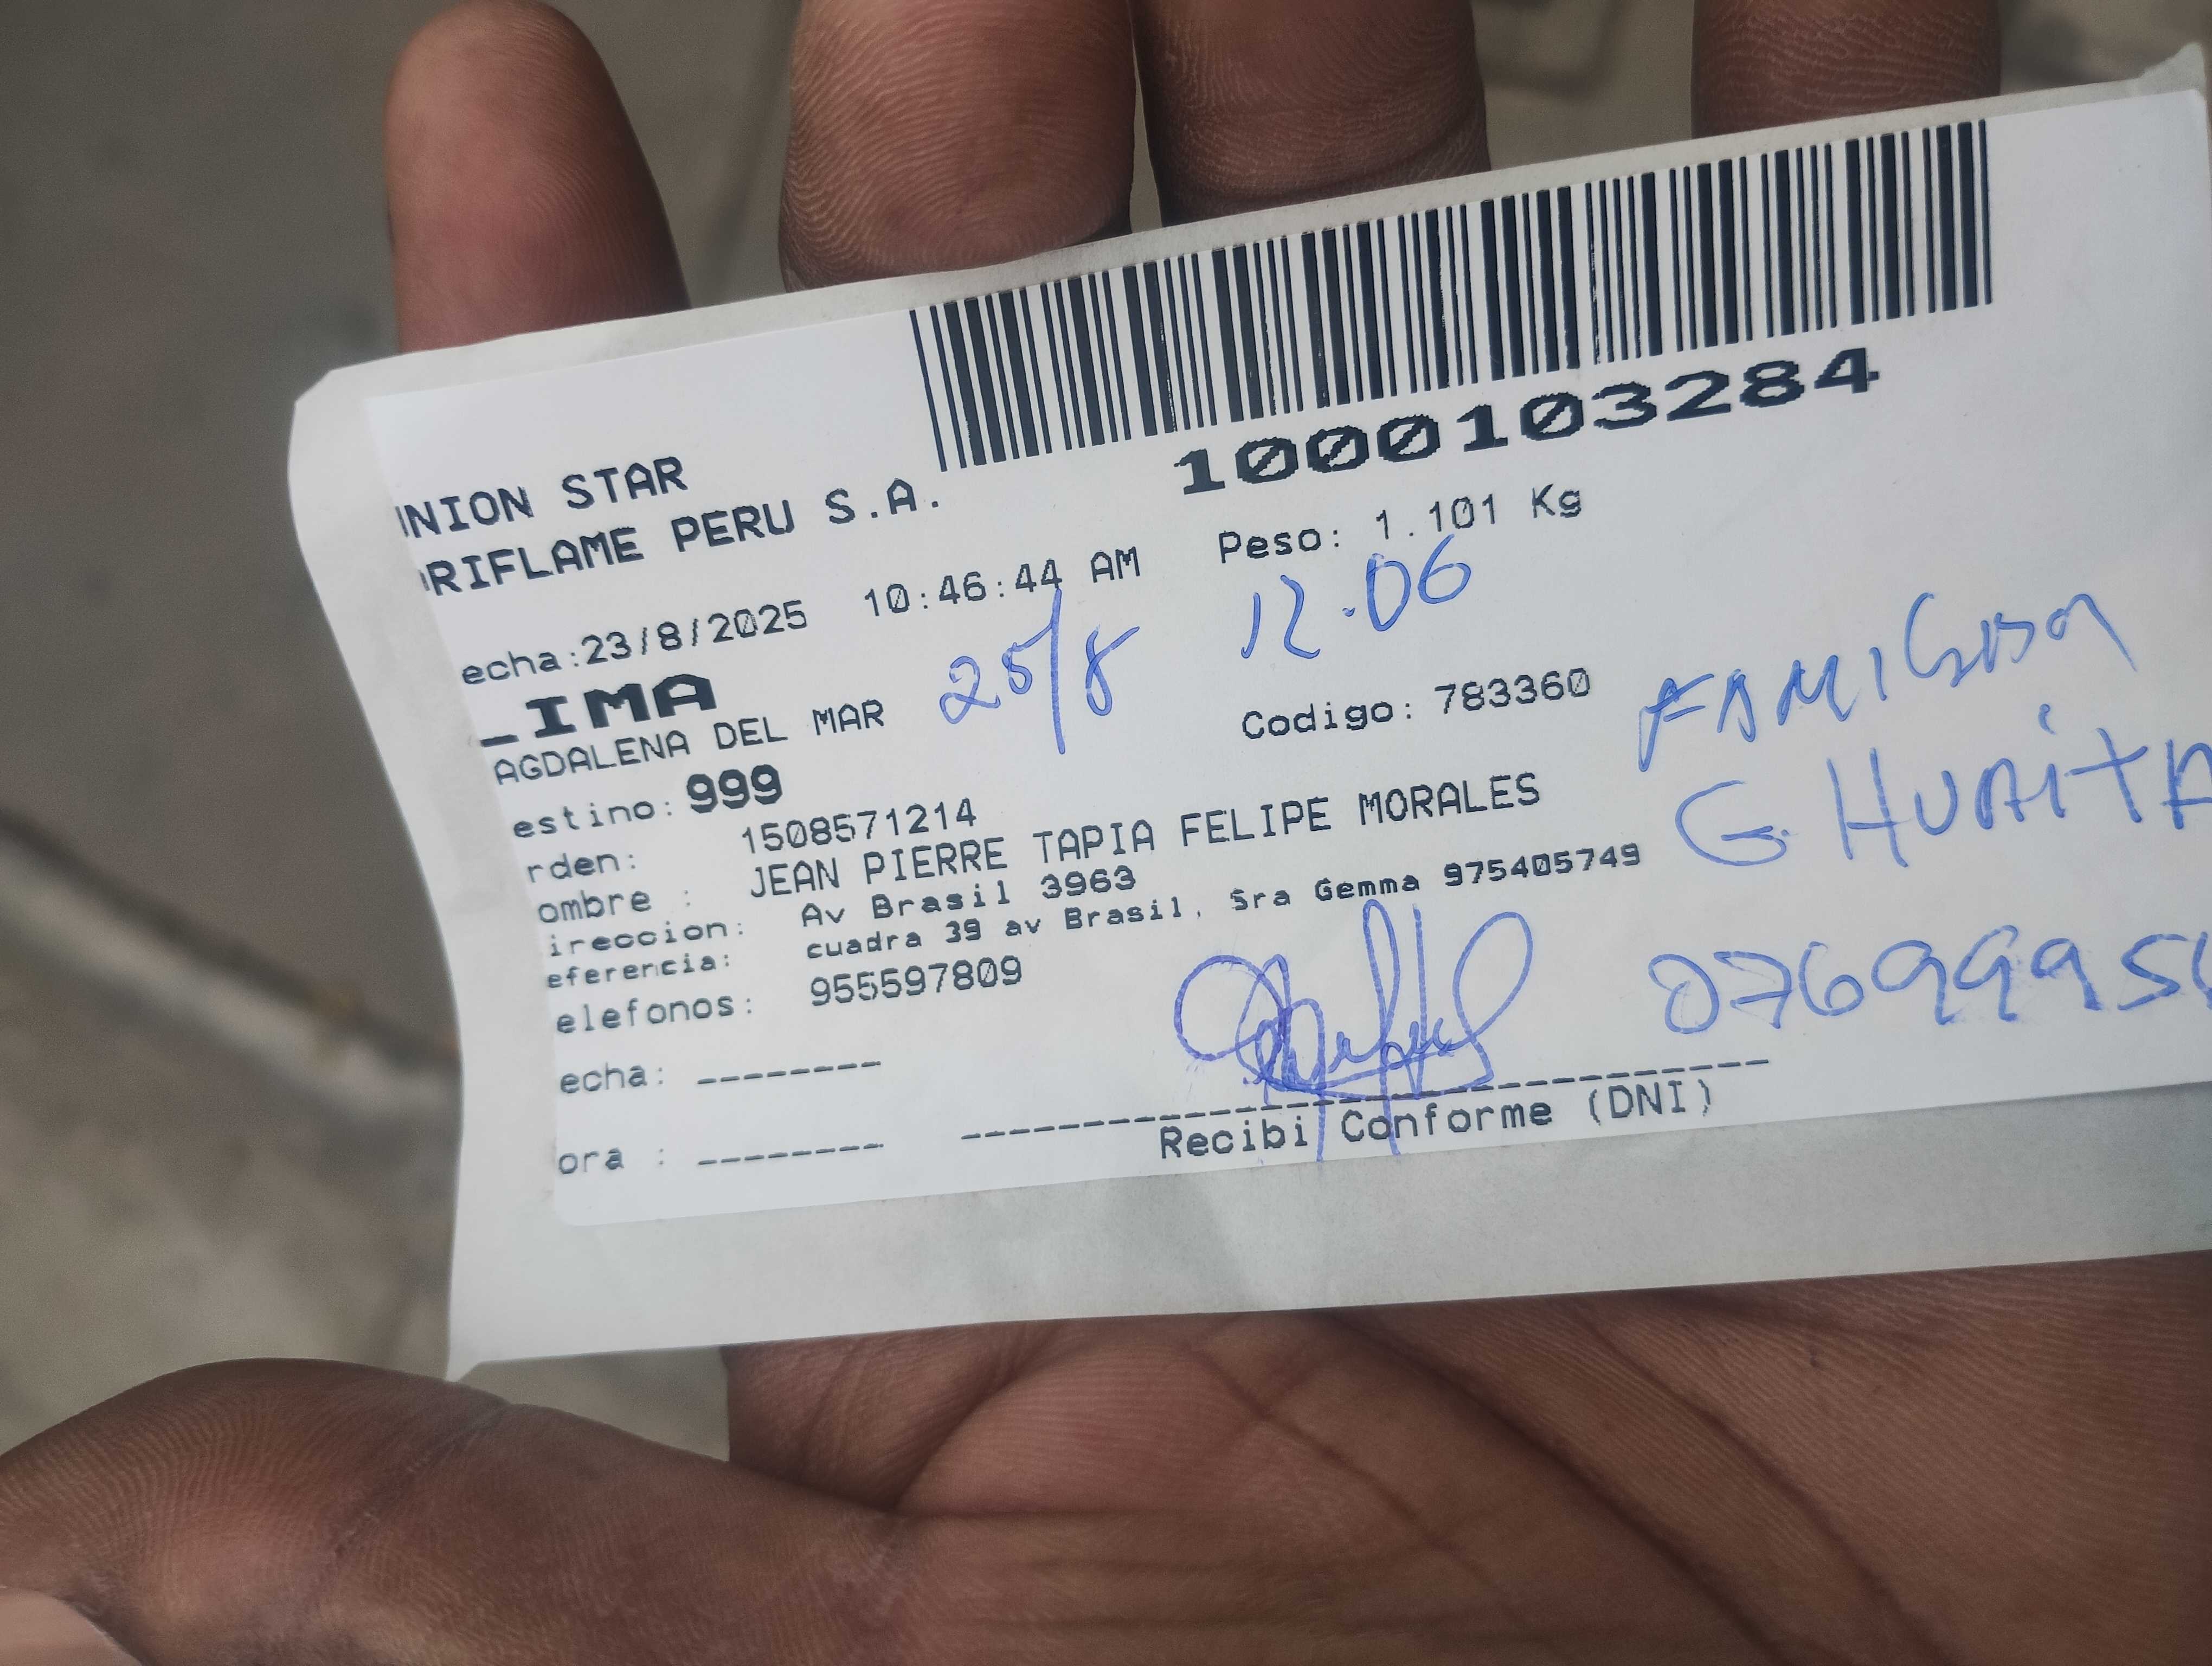 1000103284
NION STAR
RIFLAME PERU S.A.
echa:23/8/2025 10:46:44 AM Peso: 1.101 Kg
25/8 12.06
IMA
AGDALENA DEL MAR Codigo: 783360
estino: 999
rden: 1508571214
ombre : JEAN PIERRE TAPIA FELIPE MORALES
ireccion: Av Brasil 3963
eferencia: cuadra 39 av Brasil, Sra Gemma 975405749
elefonos: 955597809
G. HUAITA
0769995
echa: --------
ora : --------
Recibi Conforme (DNI)